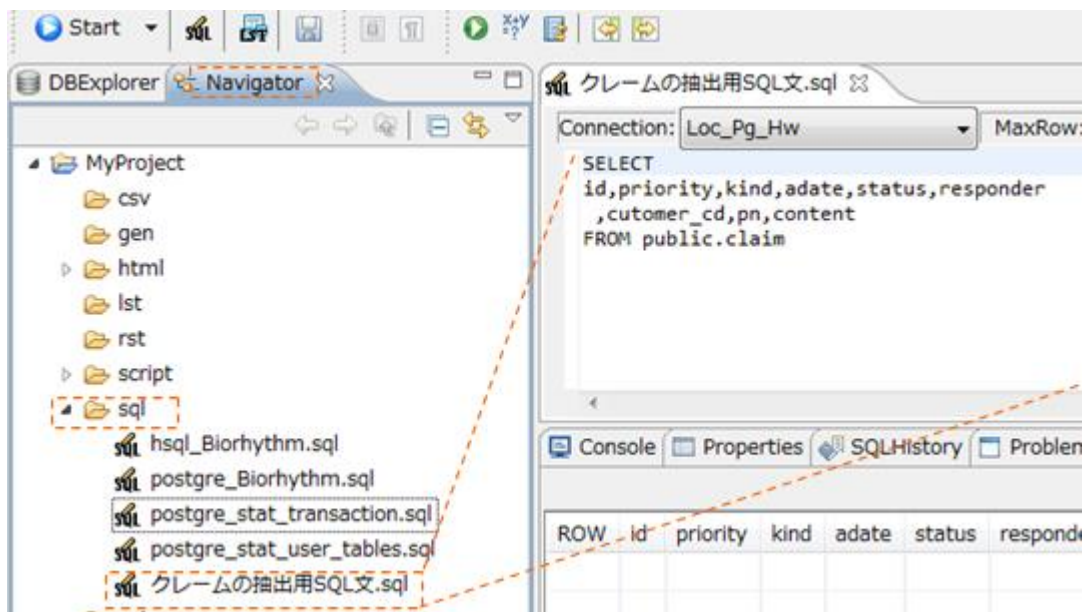 Start
DBExplorer
Navigator
MyProject
csv
gen
html
lst
rst
script
sql
hsql_Biorhythm.sql
postgre_Biorhythm.sql
postgre_stat_transaction.sql
postgre_stat_user_tables.sql
クレームの抽出用SQL文.sql
クレームの抽出用SQL文.sql
Connection: Loc_Pg_Hw MaxRow:
SELECT
id,priority,kind,adate,status,responder
,cutomer_cd,pn,content
FROM public.claim
Console Properties SQLHistory Problem
ROW id priority kind adate status responde